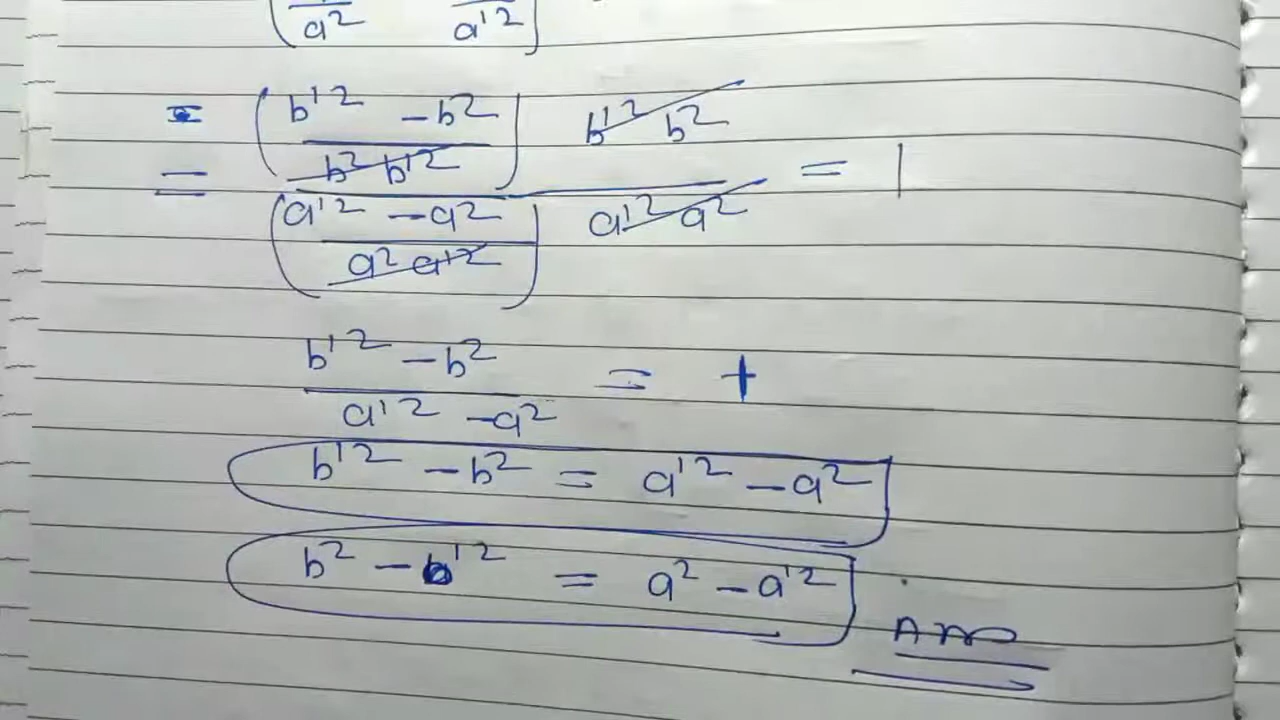 a² a'²
= (b'² - b² / b² b'²) b'² b²
— (a'² - a² / a² a'²) a'² a² = 1
b'² - b² / a'² - a² = +
b'² - b² = a'² - a²
b² - b'² = a² - a'²
Ans